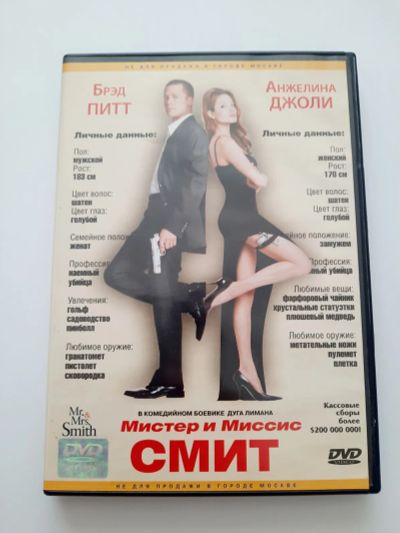 НЕ ДЛЯ ПРОДАЖИ В ГОРОДЕ МОСКВЕ
БРЭД
ПИТТ
АНЖЕЛИНА
ДЖОЛИ
Личные данные:
Пол:
мужской
Рост:
183 см
Цвет волос:
шатен
Цвет глаз:
голубой
Семейное полож
женат
Профессия:
наемный
убийца
Увлечения:
гольф
садоводство
пинболл
Любимое оружие:
гранатомет
пистолет
сковородка
Личные данные:
Пол:
женский
Рост:
170 см
Цвет волос:
шатен
Цвет глаз:
голубой
йное положение:
замужем
Профессия:
ный убийца
Любимые вещи:
фарфоровый чайник
хрустальные статуэтки
плюшевый медведь
Любимое оружие:
метательные ножи
пулемет
плетка
Mr. &
Mrs.
Smith
DVD
В КОМЕДИЙНОМ БОЕВИКЕ ДУГА ЛИМАНА
Мистер и Миссис
СМИТ
Кассовые
сборы
более
$200 000 000!
DVD
НЕ ДЛЯ ПРОДАЖИ В ГОРОДЕ МОСКВЕ